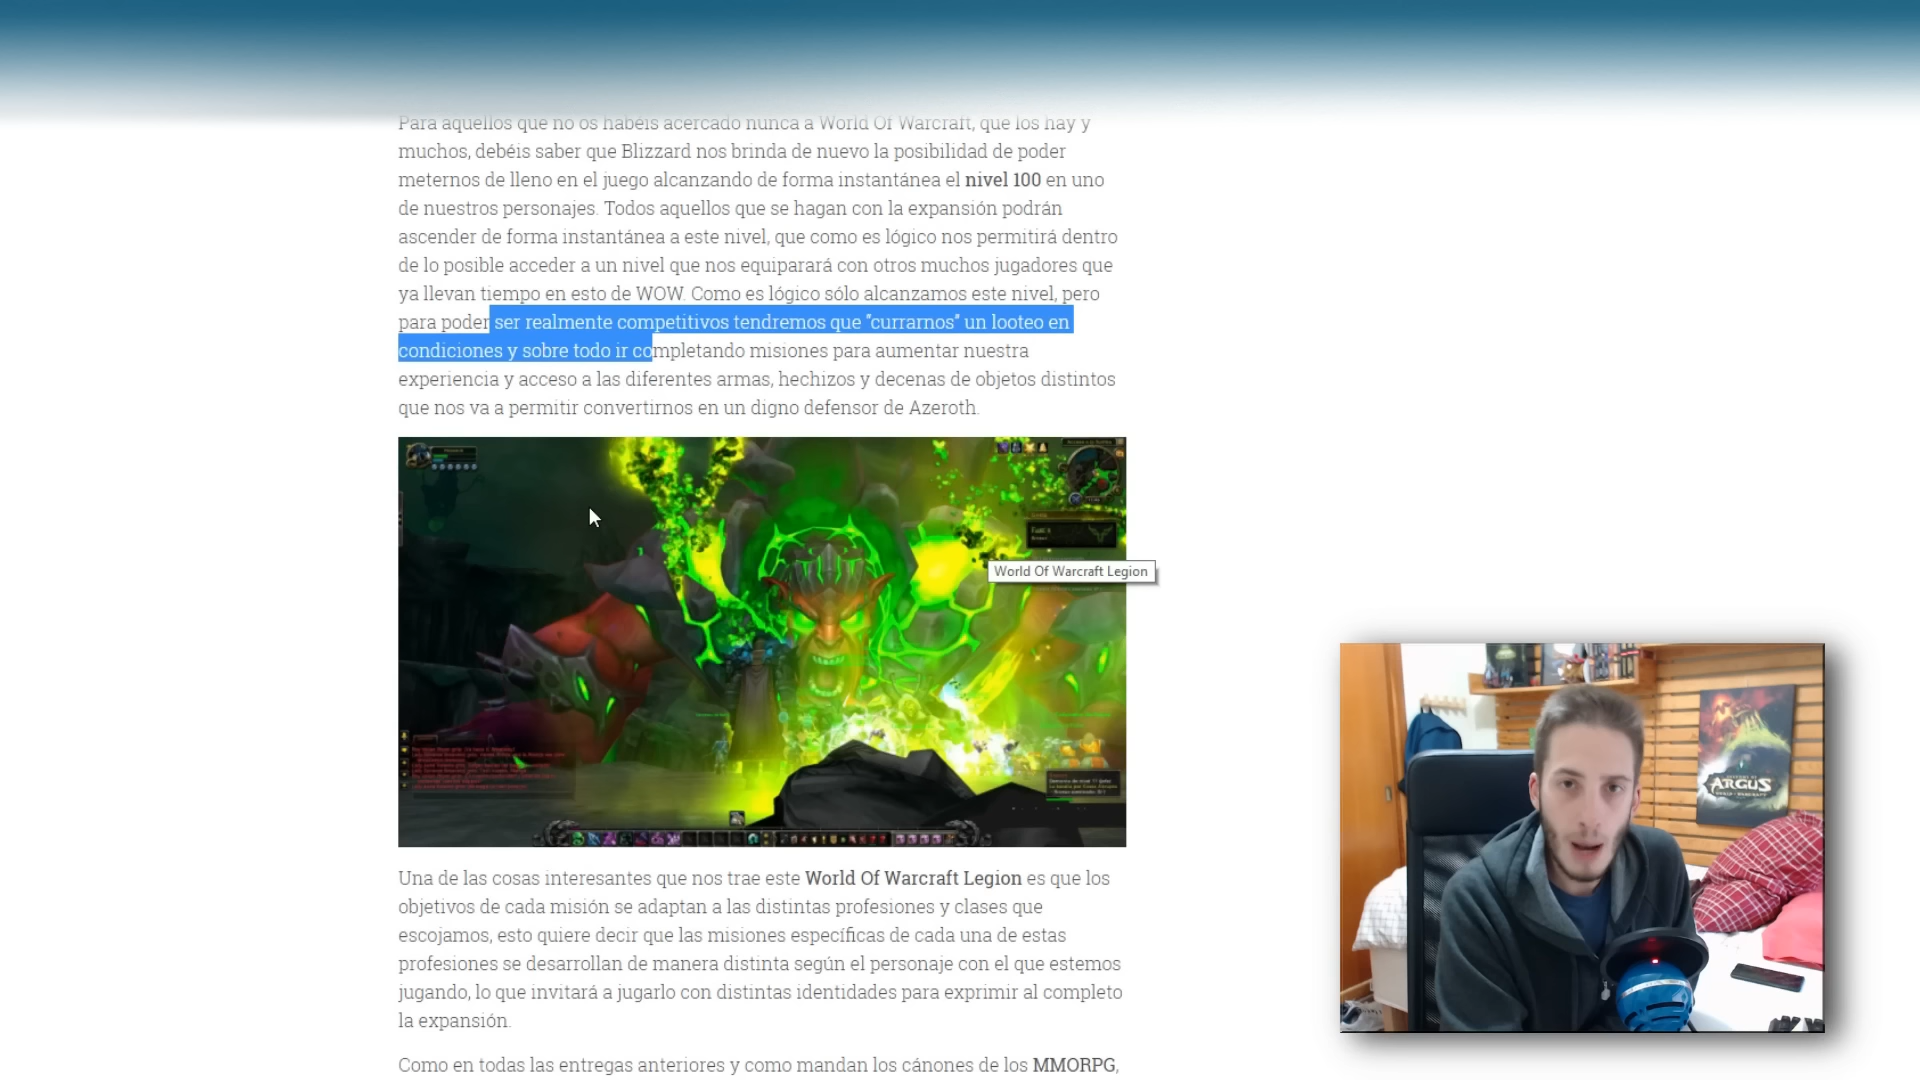 Para aquellos que no os habéis acercado nunca a World Of Warcraft, que los hay y
muchos, debéis saber que Blizzard nos brinda de nuevo la posibilidad de poder
meternos de lleno en el juego alcanzando de forma instantánea el nivel 100 en uno
de nuestros personajes. Todos aquellos que se hagan con la expansión podrán
ascender de forma instantánea a este nivel, que como es lógico nos permitirá dentro
de lo posible acceder a un nivel que nos equiparará con otros muchos jugadores que
ya llevan tiempo en esto de WOW. Como es lógico sólo alcanzamos este nivel, pero
para poder ser realmente competitivos tendremos que "currarnos" un looteo en
condiciones y sobre todo ir completando misiones para aumentar nuestra
experiencia y acceso a las diferentes armas, hechizos y decenas de objetos distintos
que nos va a permitir convertirnos en un digno defensor de Azeroth.
World Of Warcraft Legion
ARGUS
Una de las cosas interesantes que nos trae este World Of Warcraft Legion es que los
objetivos de cada misión se adaptan a las distintas profesiones y clases que
escojamos, esto quiere decir que las misiones específicas de cada una de estas
profesiones se desarrollan de manera distinta según el personaje con el que estemos
jugando, lo que invitará a jugarlo con distintas identidades para exprimir al completo
la expansión.
Como en todas las entregas anteriores y como mandan los cánones de los MMORPG,